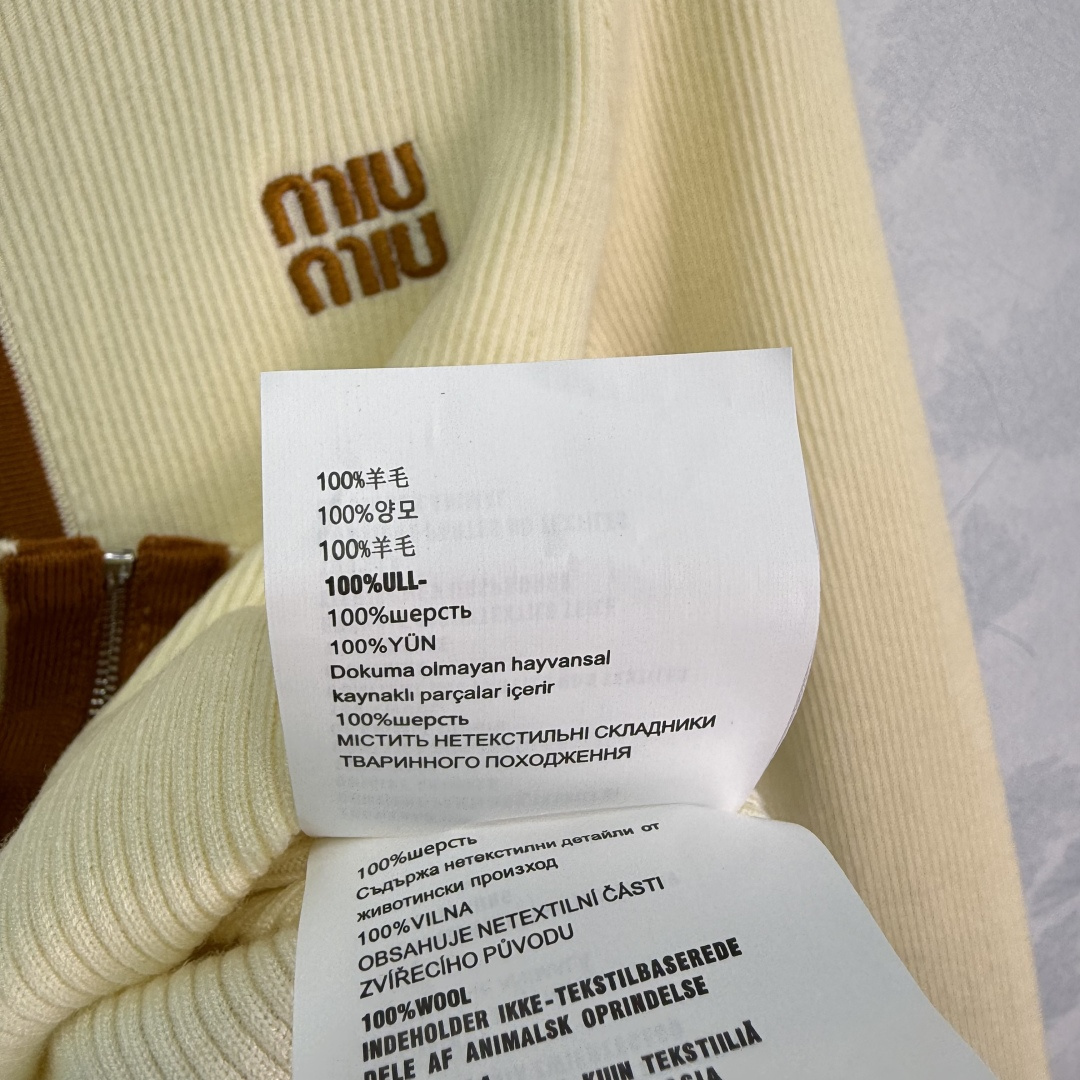 MIU
MIU
100%羊毛
100%양모
100%羊毛
100%ULL-
100%шерсть
100%YÜN
Dokuma olmayan hayvansal
kaynaklı parçalar içerir
100%шерсть
МІСТИТЬ НЕТЕКСТИЛЬНІ СКЛАДНИКИ
ТВАРИННОГО ПОХОДЖЕННЯ
100%шерсть
Съдържа нетекстилни детайли от
животински произход
100%VILNA
OBSAHUJE NETEXTILNÍ ČÁSTI
ZVÍŘECÍHO PŮVODU
100%WOOL
INDEHOLDER IKKE-TEKSTILBASEREDE
DELE AF ANIMALSK OPRINDELSE
KUIN TEKSTIILIÄ